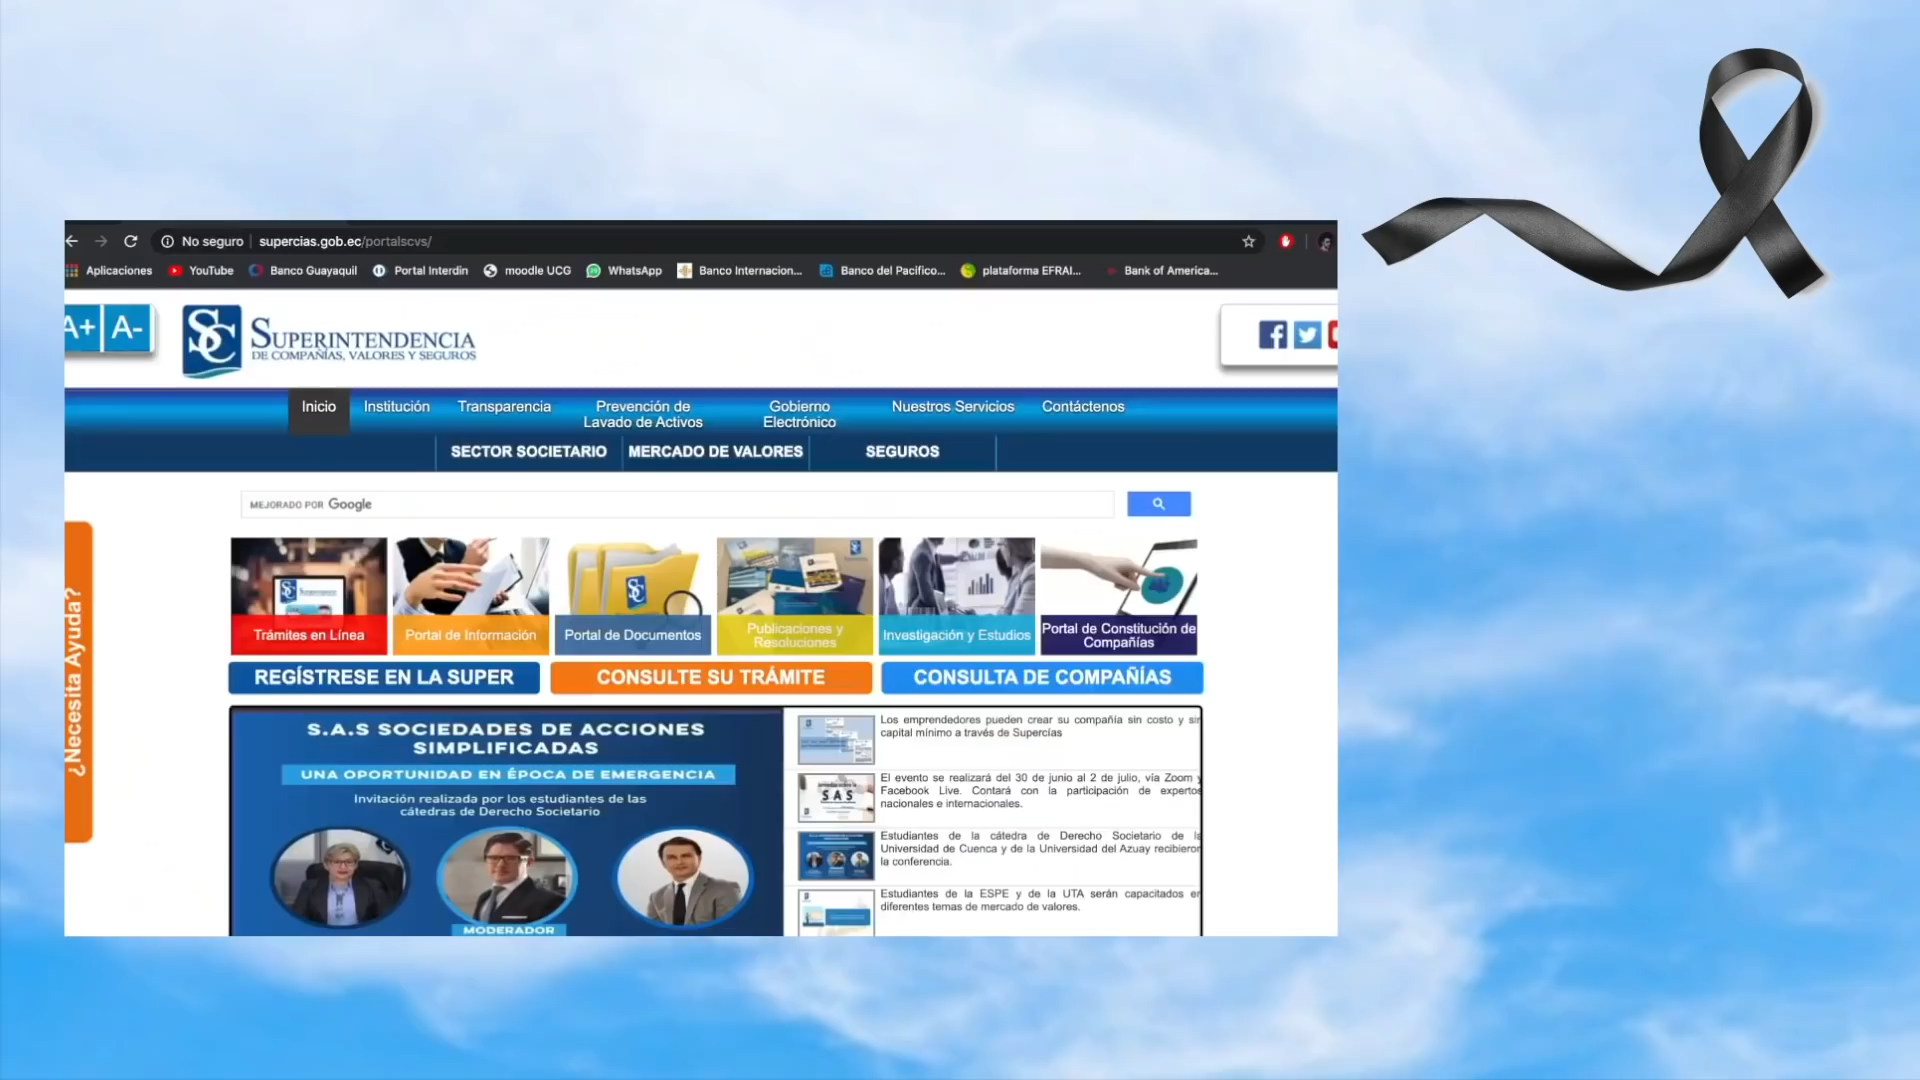 No seguro supercias.gob.ec/portalscvs/
Aplicaciones YouTube Banco Guayaquil Portal Interdin moodle UCG WhatsApp Banco Internacion... Banco del Pacifico... plataforma EFRAI... Bank of America...
A+ A-
SC SUPERINTENDENCIA
DE COMPAÑÍAS, VALORES Y SEGUROS
Inicio Institución Transparencia Prevención de Lavado de Activos Gobierno Electrónico Nuestros Servicios Contáctenos
SECTOR SOCIETARIO MERCADO DE VALORES SEGUROS
MEJORADO POR Google
¿Necesita Ayuda?
Trámites en Línea
Portal de Información
Portal de Documentos
Publicaciones y
Resoluciones
Investigación y Estudios
Portal de Constitución de
Compañías
REGÍSTRESE EN LA SUPER CONSULTE SU TRÁMITE CONSULTA DE COMPAÑÍAS
S.A.S SOCIEDADES DE ACCIONES
SIMPLIFICADAS
UNA OPORTUNIDAD EN ÉPOCA DE EMERGENCIA
Invitación realizada por los estudiantes de las
cátedras de Derecho Societario
MODERADOR
Los emprendedores pueden crear su compañía sin costo y sin
capital mínimo a través de Supercías
El evento se realizará del 30 de junio al 2 de julio, vía Zoom y
Facebook Live. Contará con la participación de expertos
nacionales e internacionales.
SAS
Estudiantes de la cátedra de Derecho Societario de la
Universidad de Cuenca y de la Universidad del Azuay recibieron
la conferencia.
Estudiantes de la ESPE y de la UTA serán capacitados en
diferentes temas de mercado de valores.